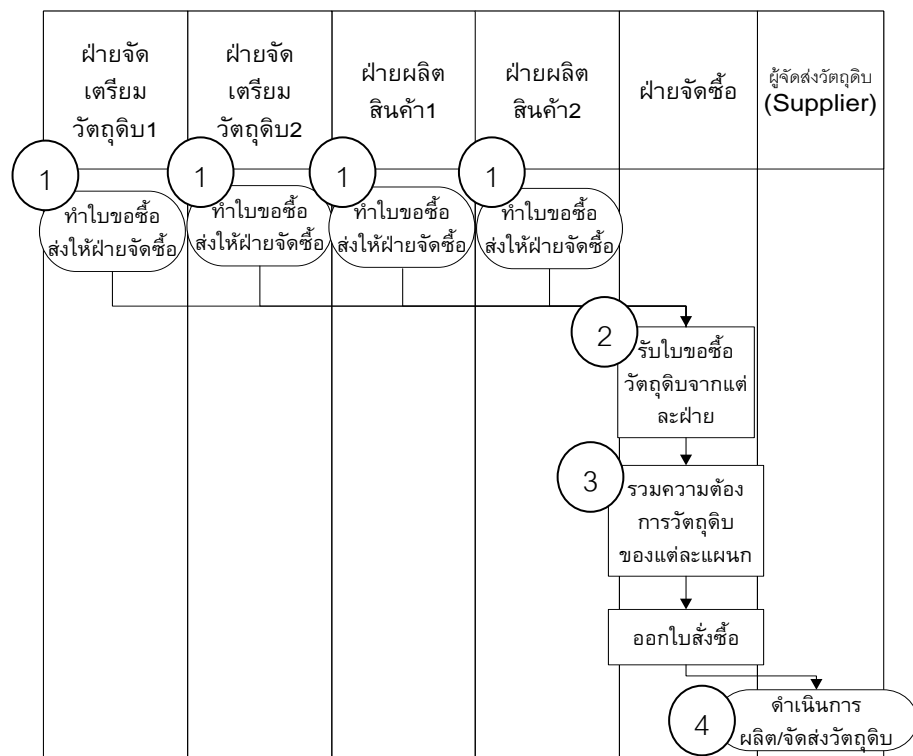 ฝ่ายจัด
เตรียม
วัตถุดิบ1
ฝ่ายจัด
เตรียม
วัตถุดิบ2
ฝ่ายผลิต
สินค้า1
ฝ่ายผลิต
สินค้า2
ฝ่ายจัดซื้อ
ผู้จัดส่งวัตถุดิบ
(Supplier)
1
ทำใบขอซื้อ
ส่งให้ฝ่ายจัดซื้อ
1
ทำใบขอซื้อ
ส่งให้ฝ่ายจัดซื้อ
1
ทำใบขอซื้อ
ส่งให้ฝ่ายจัดซื้อ
1
ทำใบขอซื้อ
ส่งให้ฝ่ายจัดซื้อ
2
รับใบขอซื้อ
วัตถุดิบจากแต่
ละฝ่าย
3
รวมความต้อง
การวัตถุดิบ
ของแต่ละแผนก
ออกใบสั่งซื้อ
4
ดำเนินการ
ผลิต/จัดส่งวัตถุดิบ